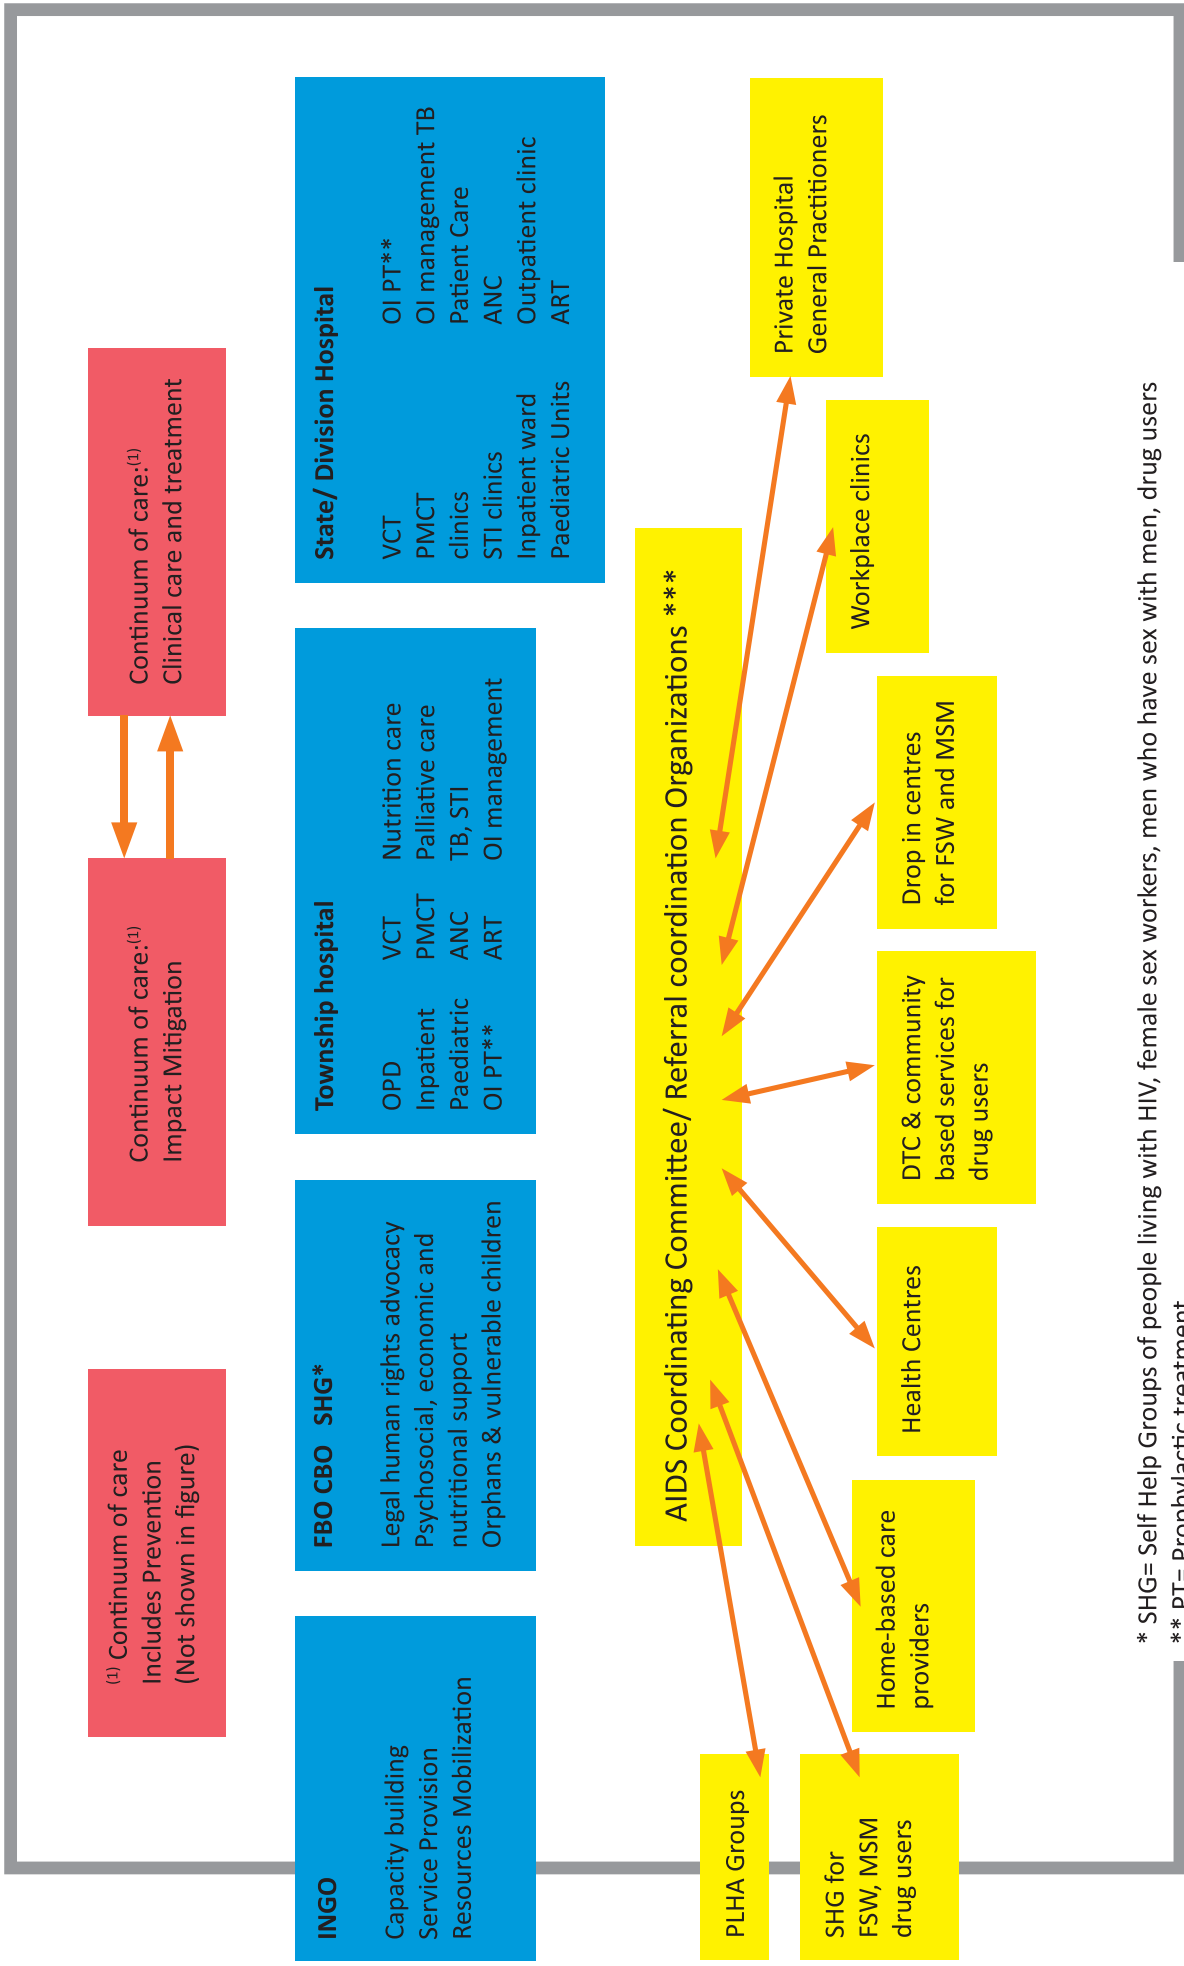 (1) Continuum of care
Includes Prevention
(Not shown in figure)
Continuum of care:(1)
Impact Mitigation
Continuum of care:(1)
Clinical care and treatment
INGO
Capacity building
Service Provision
Resources Mobilization
FBO CBO SHG*
Legal human rights advocacy
Psychosocial, economic and
nutritional support
Orphans & vulnerable children
Township hospital
OPD VCT Nutrition care
Inpatient PMCT Palliative care
Paediatric ANC TB, STI
OI PT** ART OI management
State/ Division Hospital
VCT OI PT**
PMCT OI management TB
clinics Patient Care
STI clinics ANC
Inpatient ward Outpatient clinic
Paediatric Units ART
AIDS Coordinating Committee/ Referral coordination Organizations ***
PLHA Groups
SHG for
FSW, MSM
drug users
Home-based care
providers
Health Centres
DTC & community
based services for
drug users
Drop in centres
for FSW and MSM
Workplace clinics
Private Hospital
General Practitioners
* SHG= Self Help Groups of people living with HIV, female sex workers, men who have sex with men, drug users
** PT= Prophylactic treatment